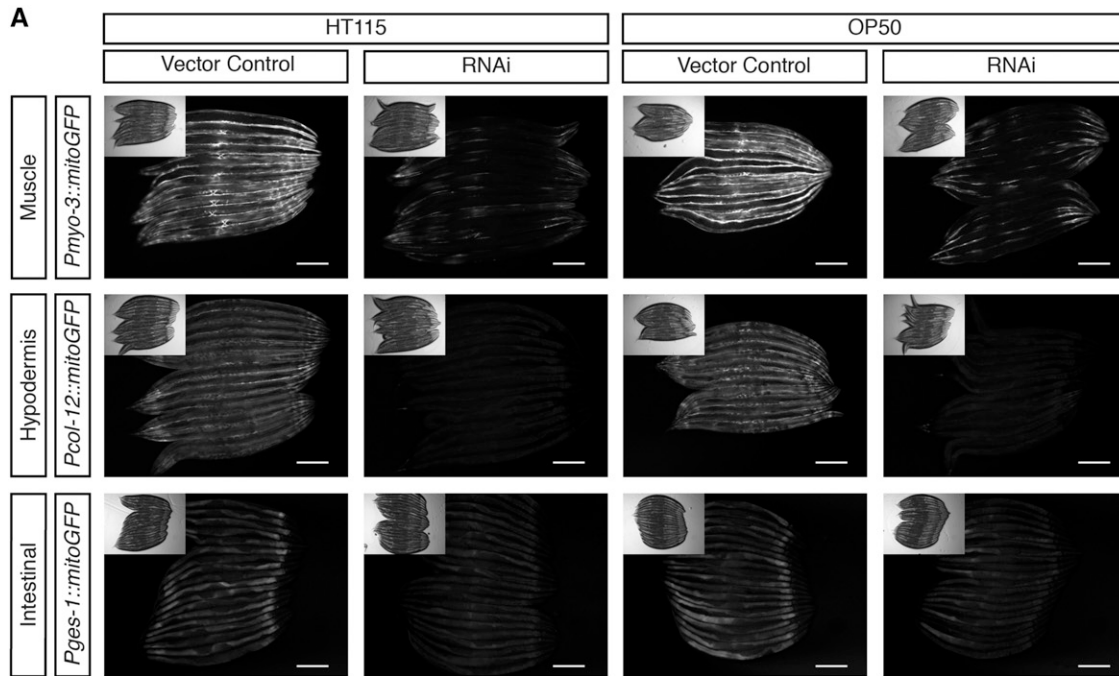 A
HT115
OP50
Vector Control
RNAi
Vector Control
RNAi
Muscle
Pmyo-3::mitoGFP
Hypodermis
Pcol-12::mitoGFP
Intestinal
Pges-1::mitoGFP